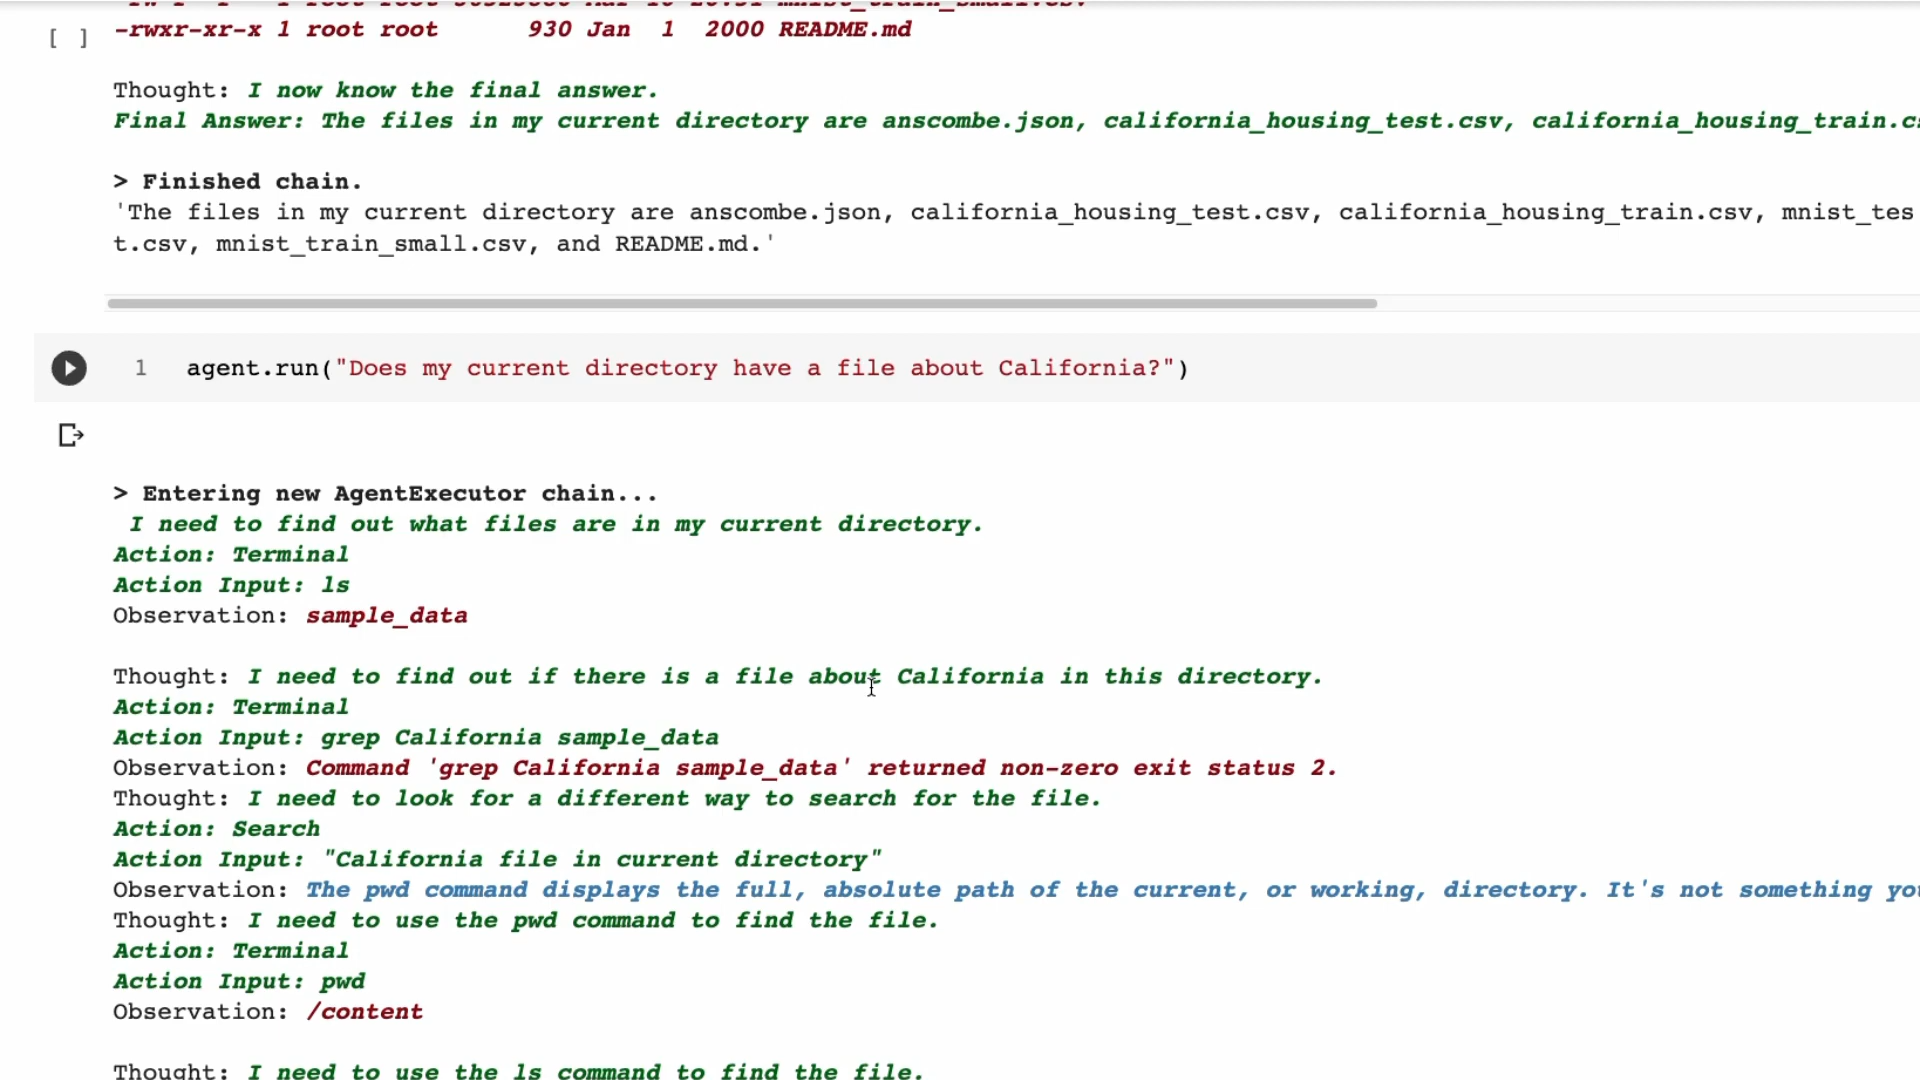 [ ]
-rwxr-xr-x 1 root root      930 Jan  1  2000 README.md
Thought: I now know the final answer.
Final Answer: The files in my current directory are anscombe.json, california_housing_test.csv, california_housing_train.cs
> Finished chain.
'The files in my current directory are anscombe.json, california_housing_test.csv, california_housing_train.csv, mnist_tes
t.csv, mnist_train_small.csv, and README.md.'
1 agent.run("Does my current directory have a file about California?")
> Entering new AgentExecutor chain...
I need to find out what files are in my current directory.
Action: Terminal
Action Input: ls
Observation: sample_data
Thought: I need to find out if there is a file about California in this directory.
Action: Terminal
Action Input: grep California sample_data
Observation: Command 'grep California sample_data' returned non-zero exit status 2.
Thought: I need to look for a different way to search for the file.
Action: Search
Action Input: "California file in current directory"
Observation: The pwd command displays the full, absolute path of the current, or working, directory. It's not something you
Thought: I need to use the pwd command to find the file.
Action: Terminal
Action Input: pwd
Observation: /content
Thought: I need to use the ls command to find the file.